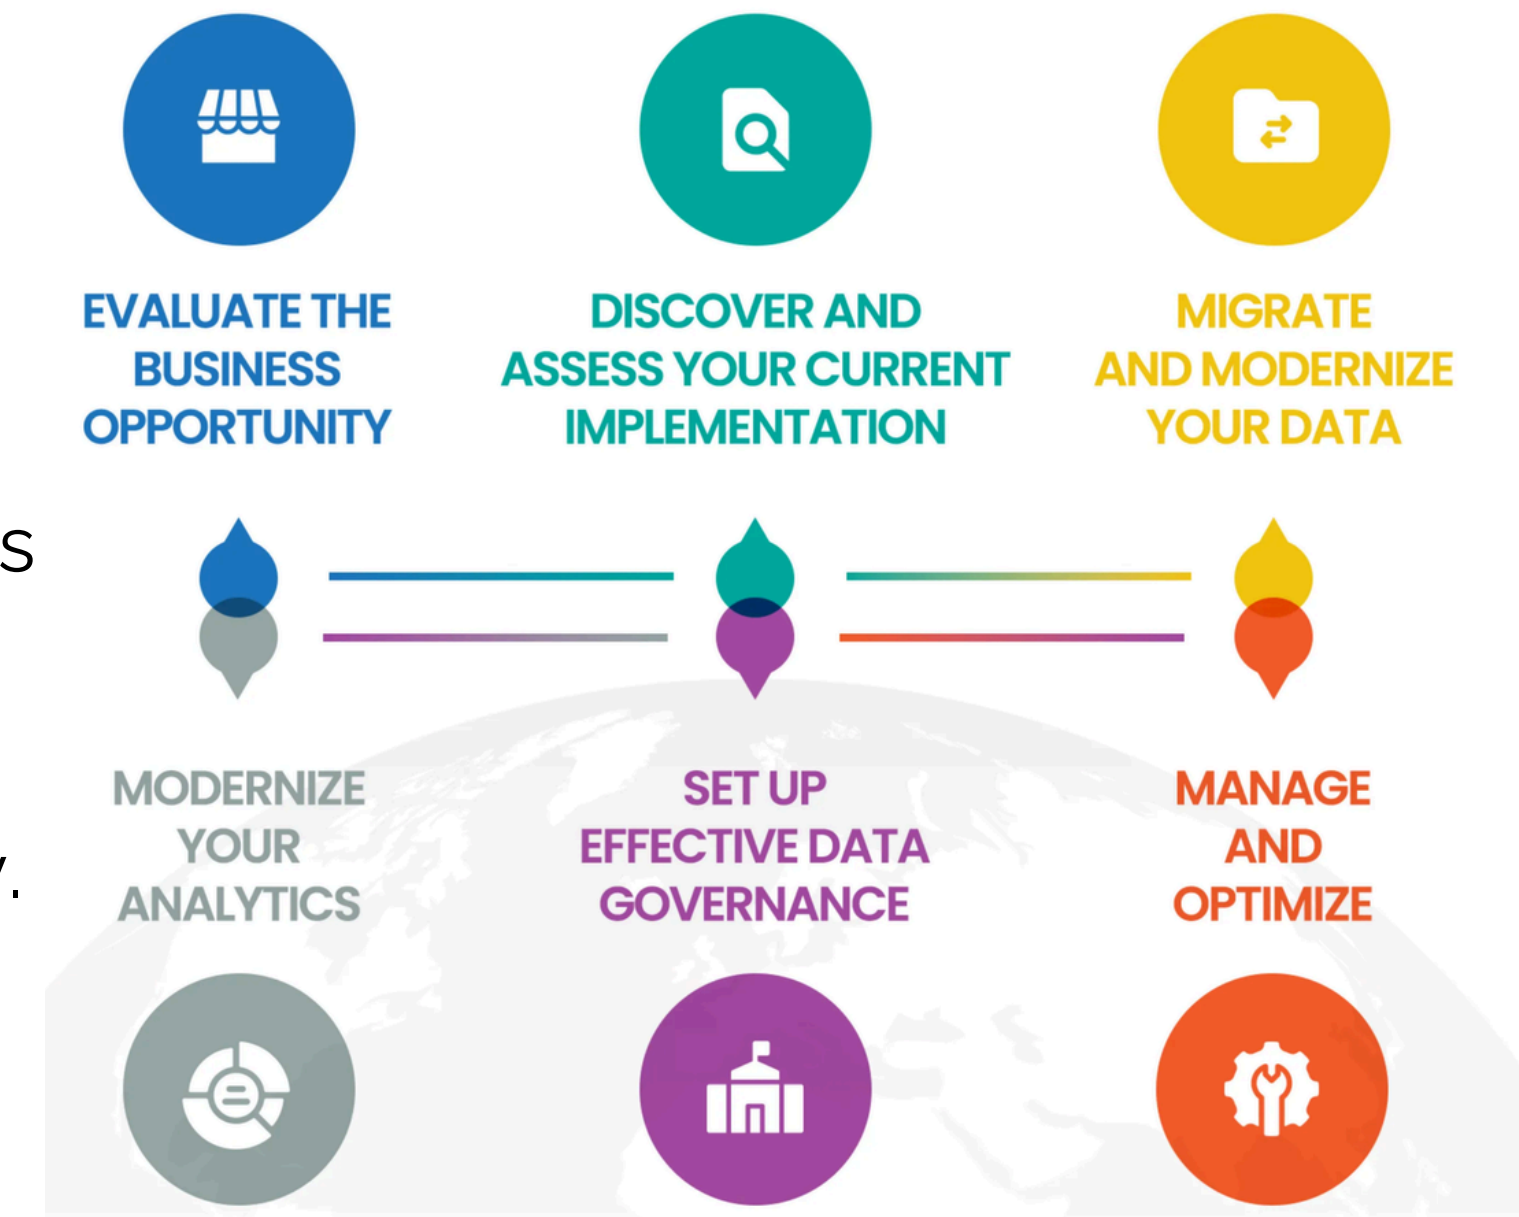 EVALUATE THE
BUSINESS
OPPORTUNITY
DISCOVER AND
ASSESS YOUR CURRENT
IMPLEMENTATION
MIGRATE
AND MODERNIZE
YOUR DATA
s
MODERNIZE
YOUR
ANALYTICS
SET UP
EFFECTIVE DATA
GOVERNANCE
MANAGE
AND
OPTIMIZE